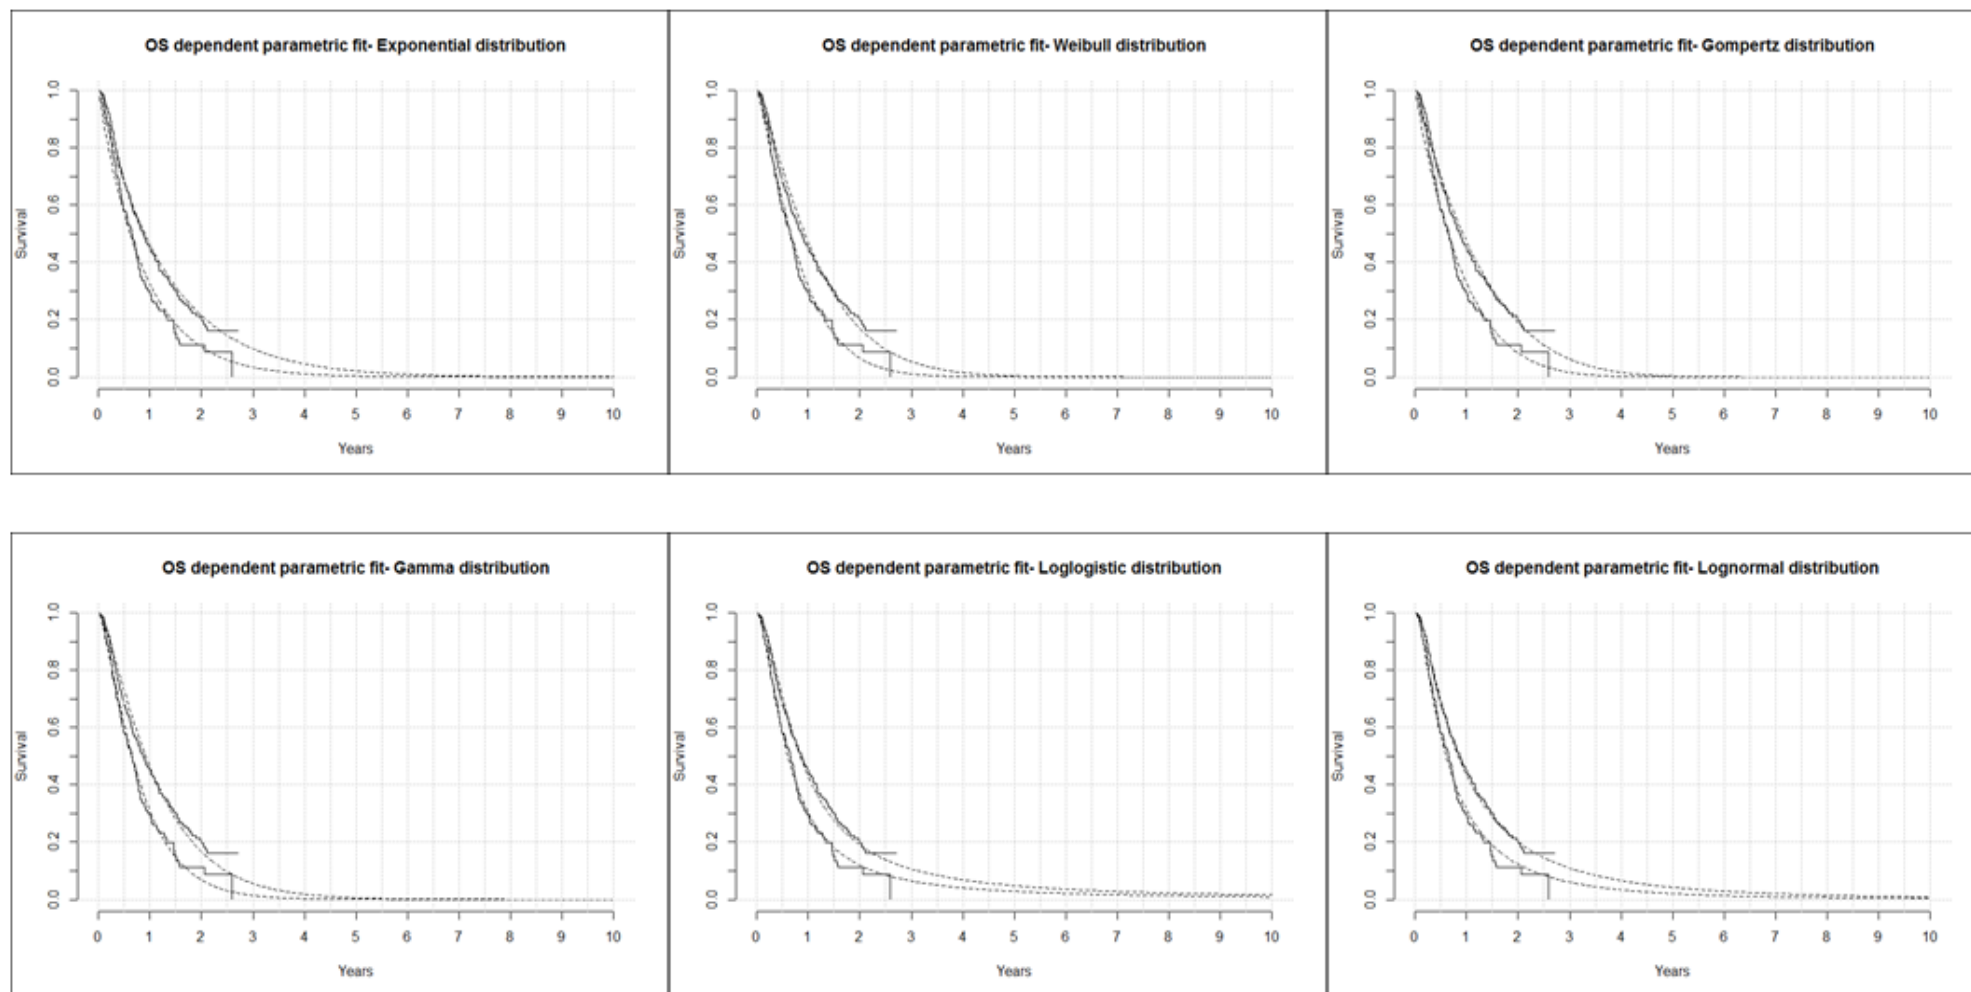 OS dependent parametric fit- Exponential distribution
Survival
0.0 0.2 0.4 0.6 0.8 1.0
0 1 2 3 4 5 6 7 8 9 10
Years
OS dependent parametric fit- Weibull distribution
Survival
0.0 0.2 0.4 0.6 0.8 1.0
0 1 2 3 4 5 6 7 8 9 10
Years
OS dependent parametric fit- Gompertz distribution
Survival
0.0 0.2 0.4 0.6 0.8 1.0
0 1 2 3 4 5 6 7 8 9 10
Years
OS dependent parametric fit- Gamma distribution
Survival
0.0 0.2 0.4 0.6 0.8 1.0
0 1 2 3 4 5 6 7 8 9 10
Years
OS dependent parametric fit- Loglogistic distribution
Survival
0.0 0.2 0.4 0.6 0.8 1.0
0 1 2 3 4 5 6 7 8 9 10
Years
OS dependent parametric fit- Lognormal distribution
Survival
0.0 0.2 0.4 0.6 0.8 1.0
0 1 2 3 4 5 6 7 8 9 10
Years